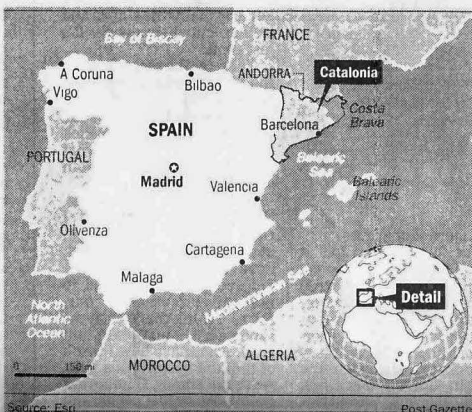 Bay of Biscay
FRANCE
A Coruna
Bilbao
ANDORRA
Catalonia
Vigo
Costa
Brava
SPAIN
Barcelona
PORTUGAL
Madrid
Balearic
Sea
Valencia
Balearic
Islands
Olivenza
Cartagena
Malaga
Mediterranean Sea
North
Atlantic
Ocean
Detail
0 150 mi
MOROCCO
ALGERIA
Source: Esri
Post-Gazette